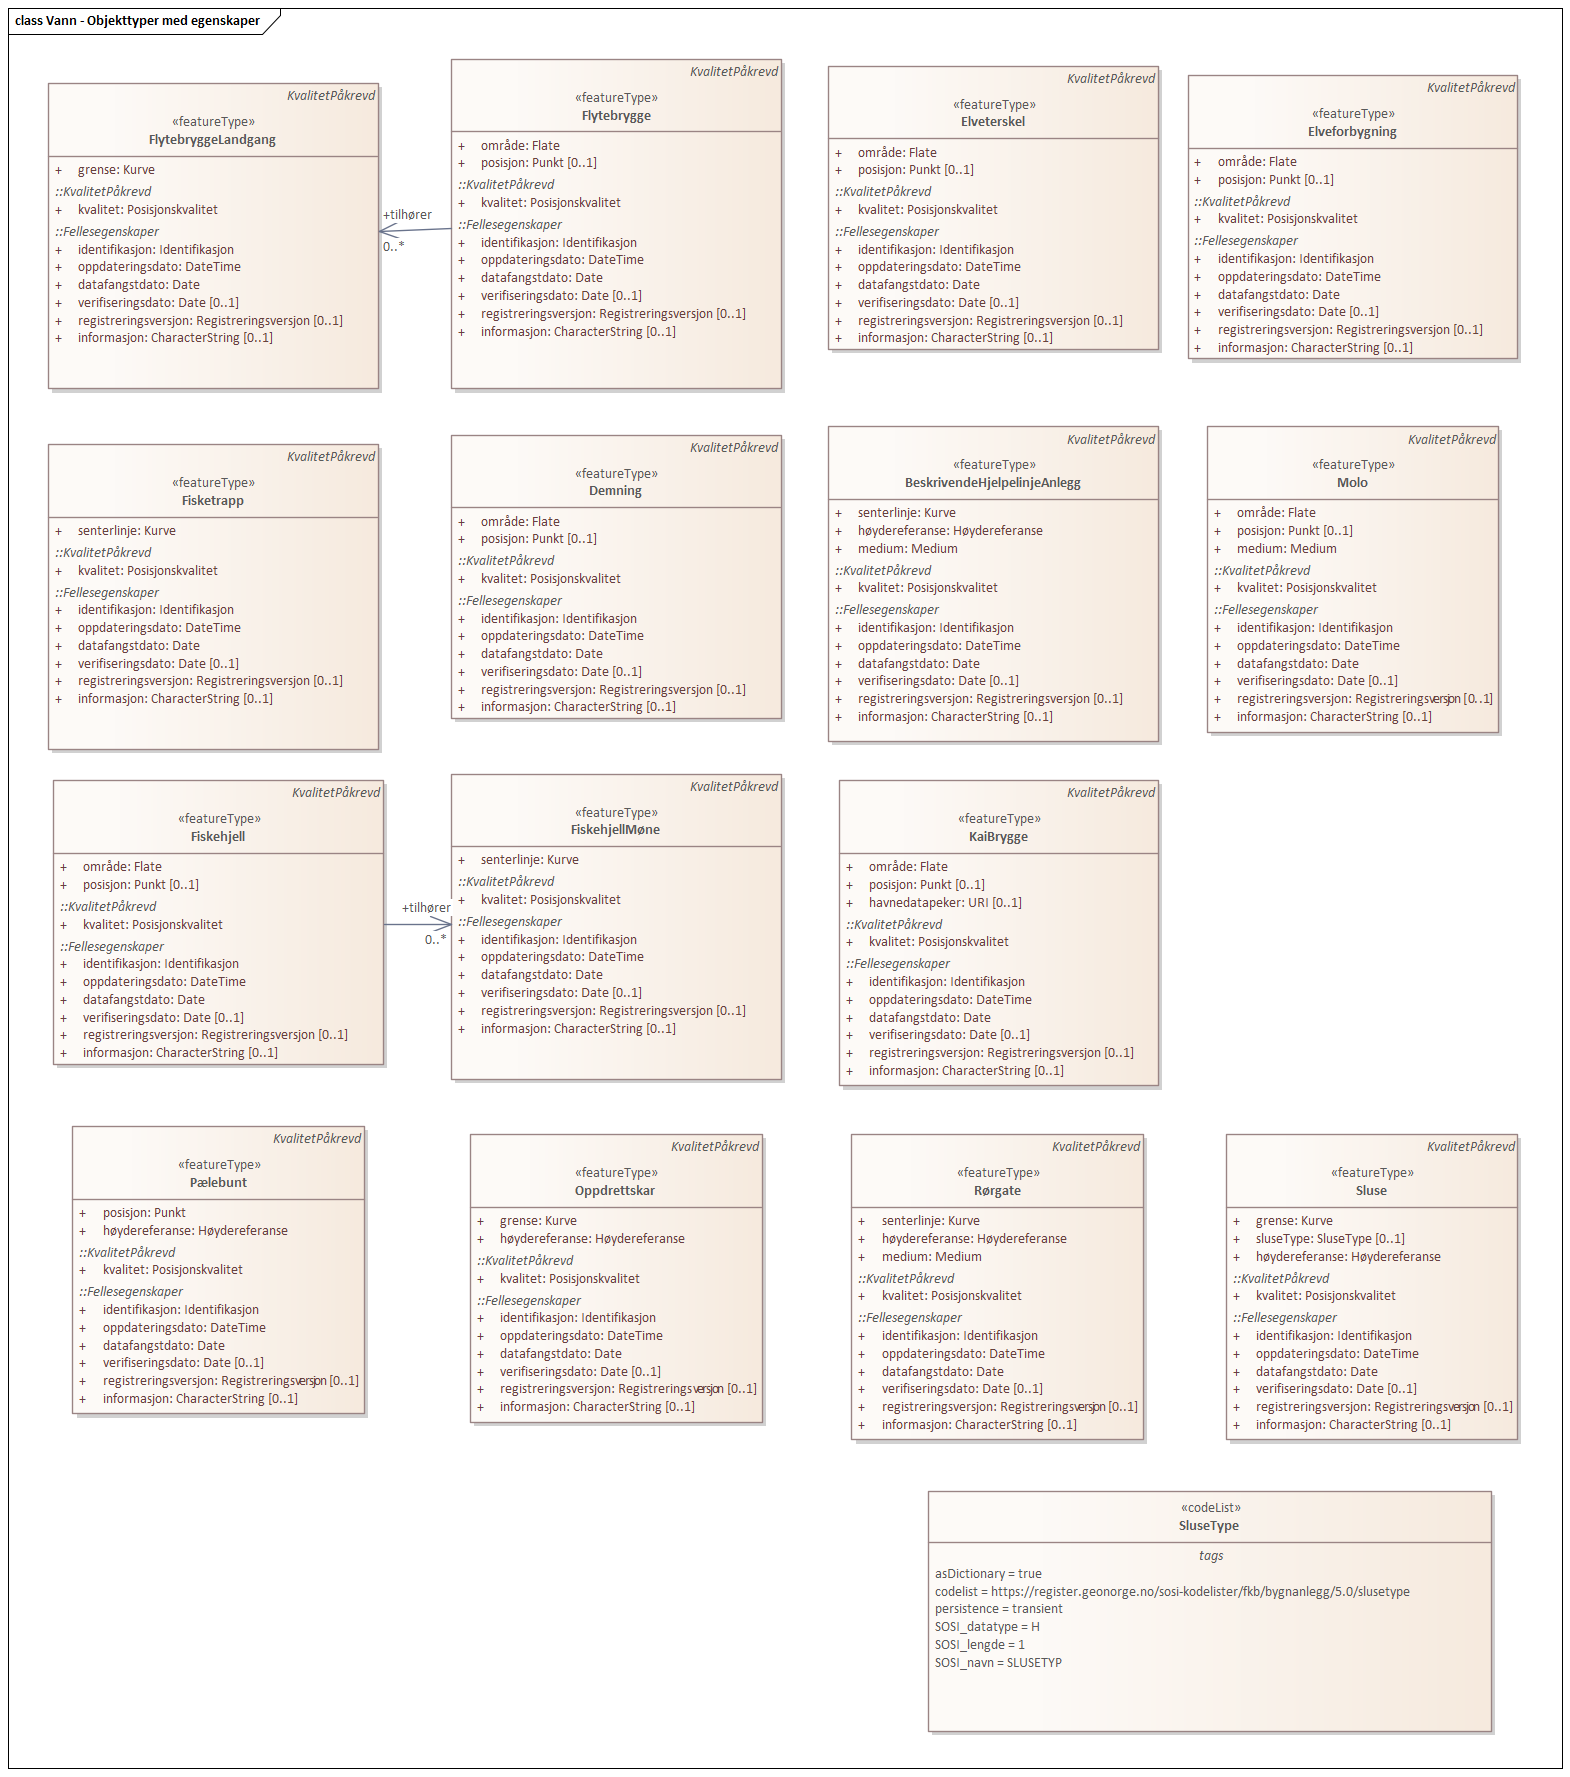 class Vann - Objekttyper med egenskaper
KvalitetPåkrevd
«featureType»
FlytebryggeLandgang
+ grense: Kurve
::KvalitetPåkrevd
+ kvalitet: Posisjonskvalitet
::Fellesegenskaper
+ identifikasjon: Identifikasjon
+ oppdateringsdato: DateTime
+ datafangstdato: Date
+ verifiseringsdato: Date [0..1]
+ registreringsversjon: Registreringsversjon [0..1]
+ informasjon: CharacterString [0..1]
+tilhører
0..*
KvalitetPåkrevd
«featureType»
Flytebrygge
+ område: Flate
+ posisjon: Punkt [0..1]
::KvalitetPåkrevd
+ kvalitet: Posisjonskvalitet
::Fellesegenskaper
+ identifikasjon: Identifikasjon
+ oppdateringsdato: DateTime
+ datafangstdato: Date
+ verifiseringsdato: Date [0..1]
+ registreringsversjon: Registreringsversjon [0..1]
+ informasjon: CharacterString [0..1]
KvalitetPåkrevd
«featureType»
Elveterskel
+ område: Flate
+ posisjon: Punkt [0..1]
::KvalitetPåkrevd
+ kvalitet: Posisjonskvalitet
::Fellesegenskaper
+ identifikasjon: Identifikasjon
+ oppdateringsdato: DateTime
+ datafangstdato: Date
+ verifiseringsdato: Date [0..1]
+ registreringsversjon: Registreringsversjon [0..1]
+ informasjon: CharacterString [0..1]
KvalitetPåkrevd
«featureType»
Elveforbygning
+ område: Flate
+ posisjon: Punkt [0..1]
::KvalitetPåkrevd
+ kvalitet: Posisjonskvalitet
::Fellesegenskaper
+ identifikasjon: Identifikasjon
+ oppdateringsdato: DateTime
+ datafangstdato: Date
+ verifiseringsdato: Date [0..1]
+ registreringsversjon: Registreringsversjon [0..1]
+ informasjon: CharacterString [0..1]
KvalitetPåkrevd
«featureType»
Fisketrapp
+ senterlinje: Kurve
::KvalitetPåkrevd
+ kvalitet: Posisjonskvalitet
::Fellesegenskaper
+ identifikasjon: Identifikasjon
+ oppdateringsdato: DateTime
+ datafangstdato: Date
+ verifiseringsdato: Date [0..1]
+ registreringsversjon: Registreringsversjon [0..1]
+ informasjon: CharacterString [0..1]
KvalitetPåkrevd
«featureType»
Demning
+ område: Flate
+ posisjon: Punkt [0..1]
::KvalitetPåkrevd
+ kvalitet: Posisjonskvalitet
::Fellesegenskaper
+ identifikasjon: Identifikasjon
+ oppdateringsdato: DateTime
+ datafangstdato: Date
+ verifiseringsdato: Date [0..1]
+ registreringsversjon: Registreringsversjon [0..1]
+ informasjon: CharacterString [0..1]
KvalitetPåkrevd
«featureType»
BeskrivendeHjelpelinjeAnlegg
+ senterlinje: Kurve
+ høydereferanse: Høydereferanse
+ medium: Medium
::KvalitetPåkrevd
+ kvalitet: Posisjonskvalitet
::Fellesegenskaper
+ identifikasjon: Identifikasjon
+ oppdateringsdato: DateTime
+ datafangstdato: Date
+ verifiseringsdato: Date [0..1]
+ registreringsversjon: Registreringsversjon [0..1]
+ informasjon: CharacterString [0..1]
KvalitetPåkrevd
«featureType»
Molo
+ område: Flate
+ posisjon: Punkt [0..1]
+ medium: Medium
::KvalitetPåkrevd
+ kvalitet: Posisjonskvalitet
::Fellesegenskaper
+ identifikasjon: Identifikasjon
+ oppdateringsdato: DateTime
+ datafangstdato: Date
+ verifiseringsdato: Date [0..1]
+ registreringsversjon: Registreringsversjon [0..1]
+ informasjon: CharacterString [0..1]
KvalitetPåkrevd
«featureType»
Fiskehjell
+ område: Flate
+ posisjon: Punkt [0..1]
::KvalitetPåkrevd
+ kvalitet: Posisjonskvalitet
::Fellesegenskaper
+ identifikasjon: Identifikasjon
+ oppdateringsdato: DateTime
+ datafangstdato: Date
+ verifiseringsdato: Date [0..1]
+ registreringsversjon: Registreringsversjon [0..1]
+ informasjon: CharacterString [0..1]
+tilhører
0..*
KvalitetPåkrevd
«featureType»
FiskehjellMøne
+ senterlinje: Kurve
::KvalitetPåkrevd
+ kvalitet: Posisjonskvalitet
::Fellesegenskaper
+ identifikasjon: Identifikasjon
+ oppdateringsdato: DateTime
+ datafangstdato: Date
+ verifiseringsdato: Date [0..1]
+ registreringsversjon: Registreringsversjon [0..1]
+ informasjon: CharacterString [0..1]
KvalitetPåkrevd
«featureType»
KaiBrygge
+ område: Flate
+ posisjon: Punkt [0..1]
+ havnedatapeker: URI [0..1]
::KvalitetPåkrevd
+ kvalitet: Posisjonskvalitet
::Fellesegenskaper
+ identifikasjon: Identifikasjon
+ oppdateringsdato: DateTime
+ datafangstdato: Date
+ verifiseringsdato: Date [0..1]
+ registreringsversjon: Registreringsversjon [0..1]
+ informasjon: CharacterString [0..1]
KvalitetPåkrevd
«featureType»
Pælebunt
+ posisjon: Punkt
+ høydereferanse: Høydereferanse
::KvalitetPåkrevd
+ kvalitet: Posisjonskvalitet
::Fellesegenskaper
+ identifikasjon: Identifikasjon
+ oppdateringsdato: DateTime
+ datafangstdato: Date
+ verifiseringsdato: Date [0..1]
+ registreringsversjon: Registreringsversjon [0..1]
+ informasjon: CharacterString [0..1]
KvalitetPåkrevd
«featureType»
Oppdrettskar
+ grense: Kurve
+ høydereferanse: Høydereferanse
::KvalitetPåkrevd
+ kvalitet: Posisjonskvalitet
::Fellesegenskaper
+ identifikasjon: Identifikasjon
+ oppdateringsdato: DateTime
+ datafangstdato: Date
+ verifiseringsdato: Date [0..1]
+ registreringsversjon: Registreringsversjon [0..1]
+ informasjon: CharacterString [0..1]
KvalitetPåkrevd
«featureType»
Rørgate
+ senterlinje: Kurve
+ høydereferanse: Høydereferanse
+ medium: Medium
::KvalitetPåkrevd
+ kvalitet: Posisjonskvalitet
::Fellesegenskaper
+ identifikasjon: Identifikasjon
+ oppdateringsdato: DateTime
+ datafangstdato: Date
+ verifiseringsdato: Date [0..1]
+ registreringsversjon: Registreringsversjon [0..1]
+ informasjon: CharacterString [0..1]
KvalitetPåkrevd
«featureType»
Sluse
+ grense: Kurve
+ sluseType: SluseType [0..1]
+ høydereferanse: Høydereferanse
::KvalitetPåkrevd
+ kvalitet: Posisjonskvalitet
::Fellesegenskaper
+ identifikasjon: Identifikasjon
+ oppdateringsdato: DateTime
+ datafangstdato: Date
+ verifiseringsdato: Date [0..1]
+ registreringsversjon: Registreringsversjon [0..1]
+ informasjon: CharacterString [0..1]
«codeList»
SluseType
tags
asDictionary = true
codelist = https://register.geonorge.no/sosi-kodelister/fkb/bygnanlegg/5.0/slusetype
persistence = transient
SOSI_datatype = H
SOSI_lengde = 1
SOSI_navn = SLUSETYP